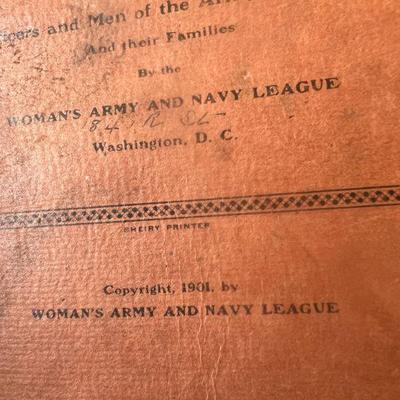 icers and Men of the
And their Families
By the
WOMAN'S ARMY AND NAVY LEAGUE
Washington, D. C.
SHEIRY PRINTER
Copyright, 1901, by
WOMAN'S ARMY AND NAVY LEAGUE